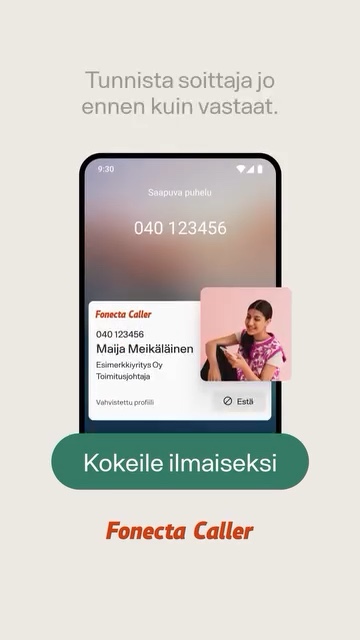 Tunnista soittaja jo
ennen kuin vastaat.
9:30
Saapuva puhelu
040 123456
Fonecta Caller
040 123456
Maija Meikäläinen
Esimerkkiyritys Oy
Toimitusjohtaja
Vahvistettu profiili
Estä
Kokeile ilmaiseksi
Fonecta Caller